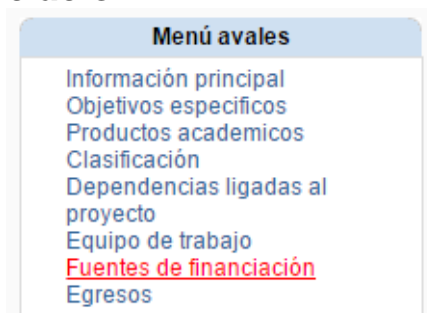 Menú avales
Información principal
Objetivos especificos
Productos academicos
Clasificación
Dependencias ligadas al
proyecto
Equipo de trabajo
Fuentes de financiación
Egresos